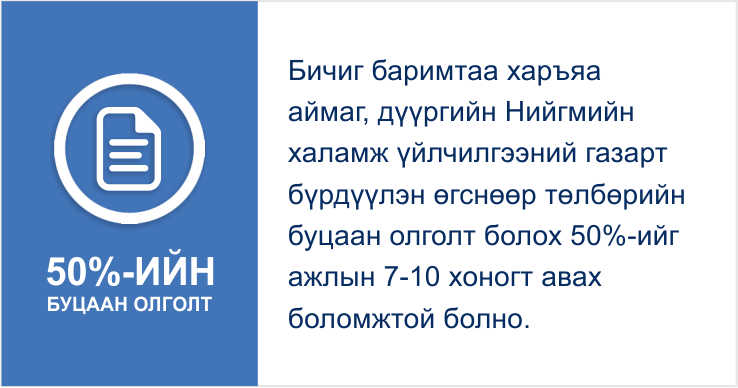 50%-ИЙН
БУЦААН ОЛГОЛТ
Бичиг баримтаа харъяа
аймаг, дүүргийн Нийгмийн
халамж үйлчилгээний газарт
бүрдүүлэн өгснөөр төлбөрийн
буцаан олголт болох 50%-ийг
ажлын 7-10 хоногт авах
боломжтой болно.